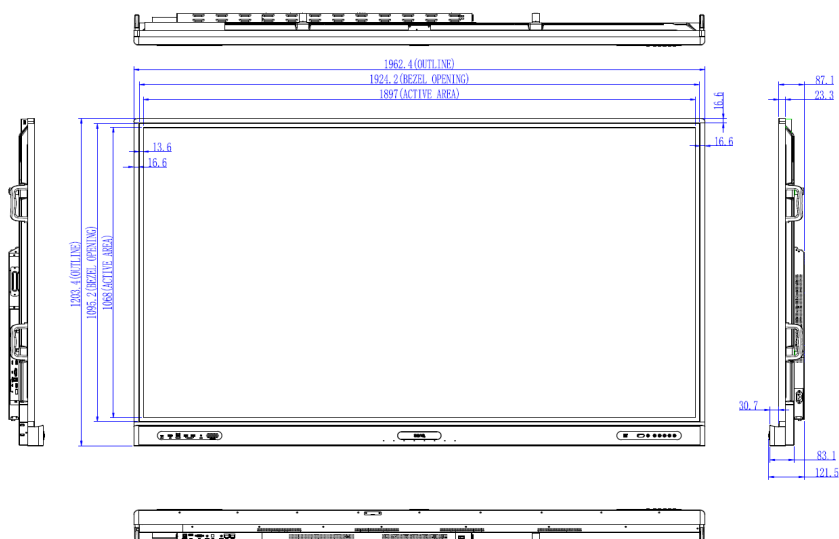 1962.4(OUTLINE)
1924.2(BEZEL OPENING)
1897(ACTIVE AREA)
87.1
23.3
16.6
16.6
13.6
16.6
1203.4(OUTLINE)
1095.2(BEZEL OPENING)
1068(ACTIVE AREA)
30.7
83.1
121.5